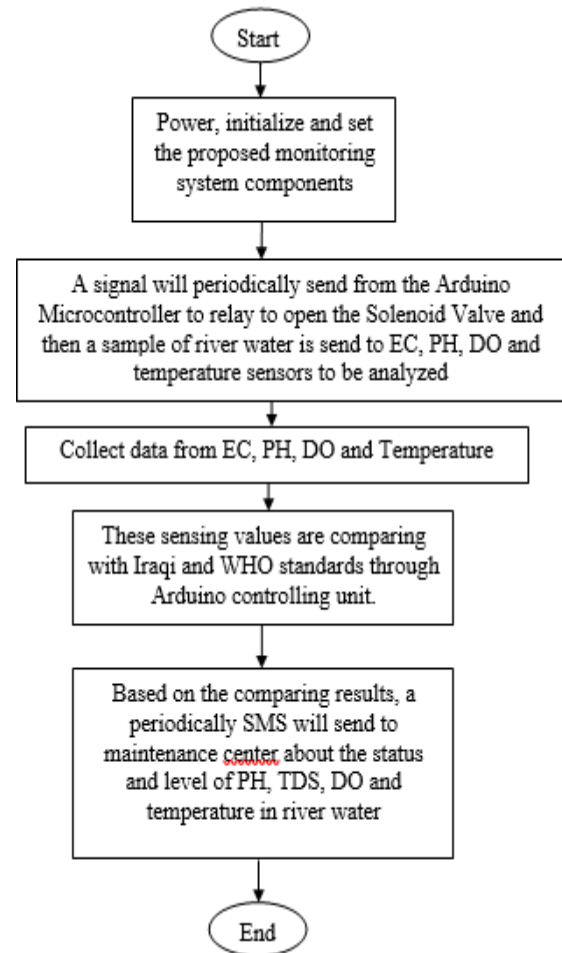 Start
Power, initialize and set
the proposed monitoring
system components
A signal will periodically send from the Arduino
Microcontroller to relay to open the Solenoid Valve and
then a sample of river water is send to EC, PH, DO and
temperature sensors to be analyzed
Collect data from EC, PH, DO and Temperature
These sensing values are comparing
with Iraqi and WHO standards through
Arduino controlling unit.
Based on the comparing results, a
periodically SMS will send to
maintenance center about the status
and level of PH, TDS, DO and
temperature in river water
End